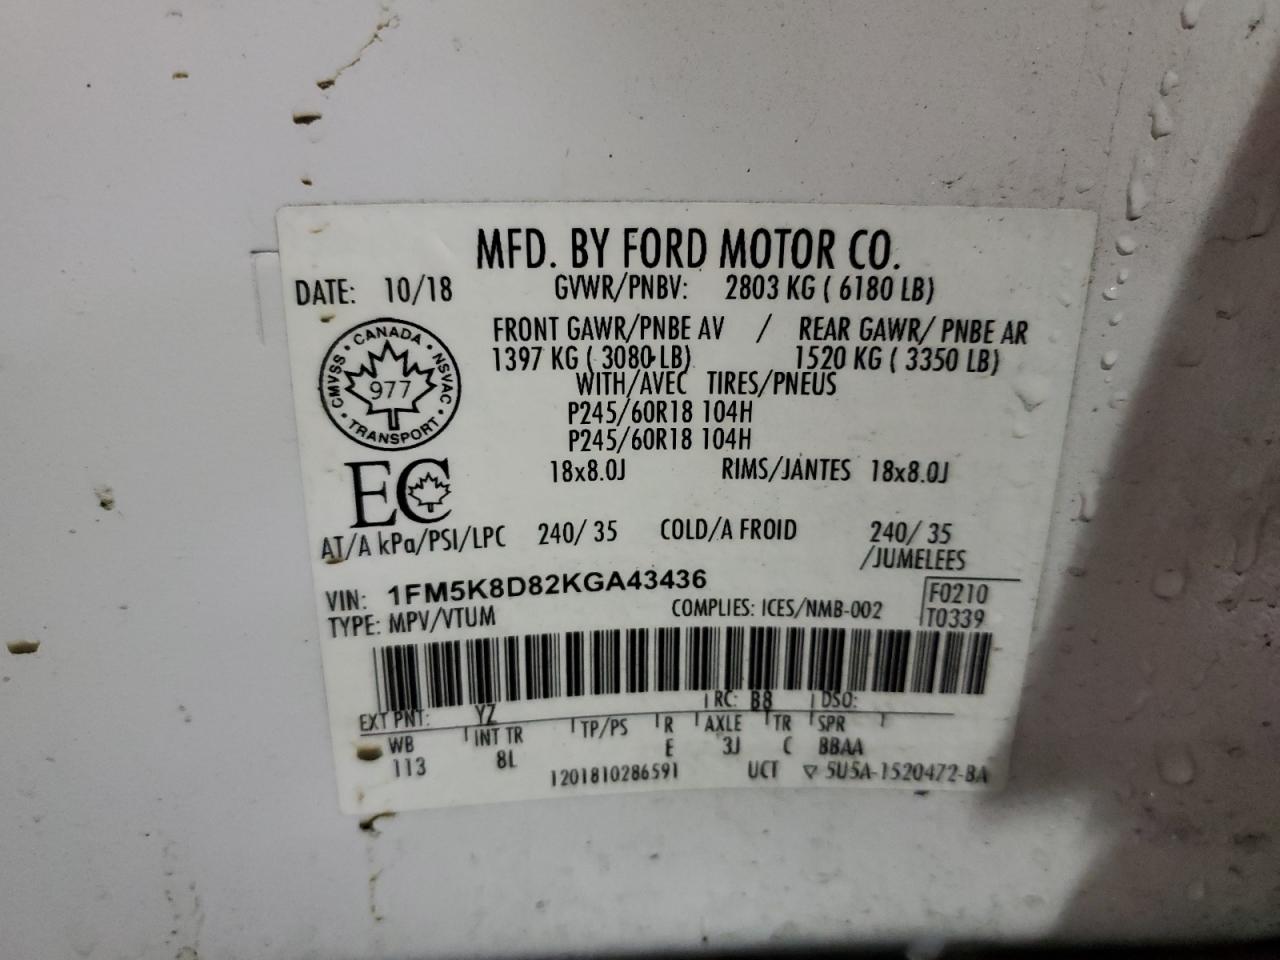 MFD. BY FORD MOTOR CO.
DATE: 10/18 GVWR/PNBV: 2803 KG ( 6180 LB)
FRONT GAWR/PNBE AV / REAR GAWR/ PNBE AR
1397 KG ( 3080 LB) 1520 KG ( 3350 LB)
WITH/AVEC TIRES/PNEUS
P245/60R18 104H
P245/60R18 104H
18x8.0J RIMS/JANTES 18x8.0J
CANADA • NSVAC • TRANSPORT • CMVSS •
977
EC
AT/A kPa/PSI/LPC 240/ 35 COLD/A FROID 240/ 35
/JUMELEES
VIN: 1FM5K8D82KGA43436 F0210
TYPE: MPV/VTUM COMPLIES: ICES/NMB-002 T0339
EXT PNT: YZ RC: B8 DSO:
WB INT TR TP/PS R AXLE TR SPR
113 8L E 3J C BBAA
1201810286591 UCT ▽ 5U5A-1520472-BA